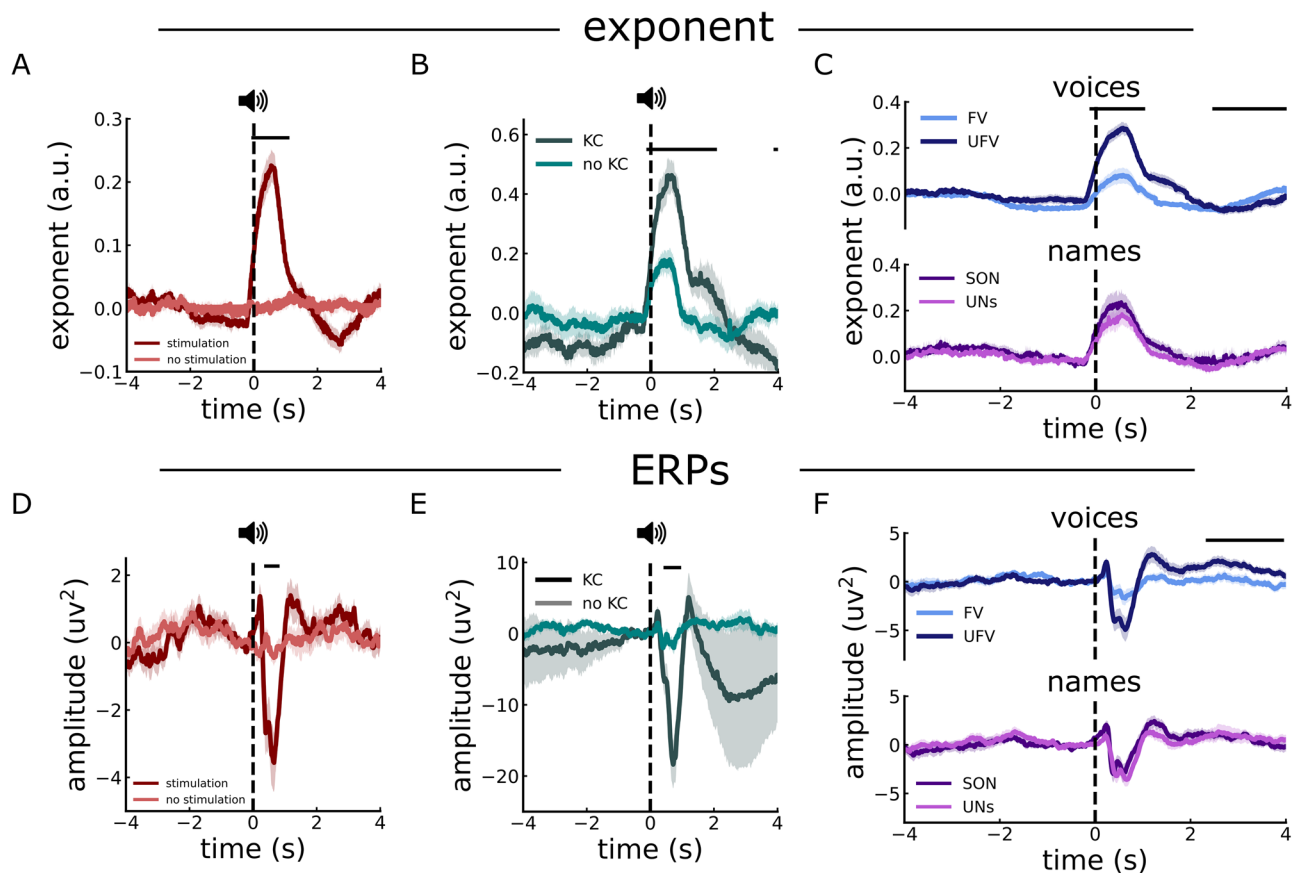 exponent
A
B
C
exponent (a.u.)
0.3
0.2
0.1
0.0
−0.1
stimulation
no stimulation
−4
−2
0
2
4
time (s)
exponent (a.u.)
0.6
0.4
0.2
0.0
−0.2
KC
no KC
−4
−2
0
2
4
time (s)
voices
exponent (a.u.)
0.4
0.2
0.0
FV
UFV
names
0.4
0.2
0.0
SON
UNs
−4
−2
0
2
4
time (s)
ERPs
D
E
F
amplitude (uv²)
2
0
−2
−4
stimulation
no stimulation
−4
−2
0
2
4
time (s)
amplitude (uv²)
10
0
−10
−20
KC
no KC
−4
−2
0
2
4
time (s)
voices
amplitude (uv²)
5
0
−5
FV
UFV
names
5
0
−5
SON
UNs
−4
−2
0
2
4
time (s)